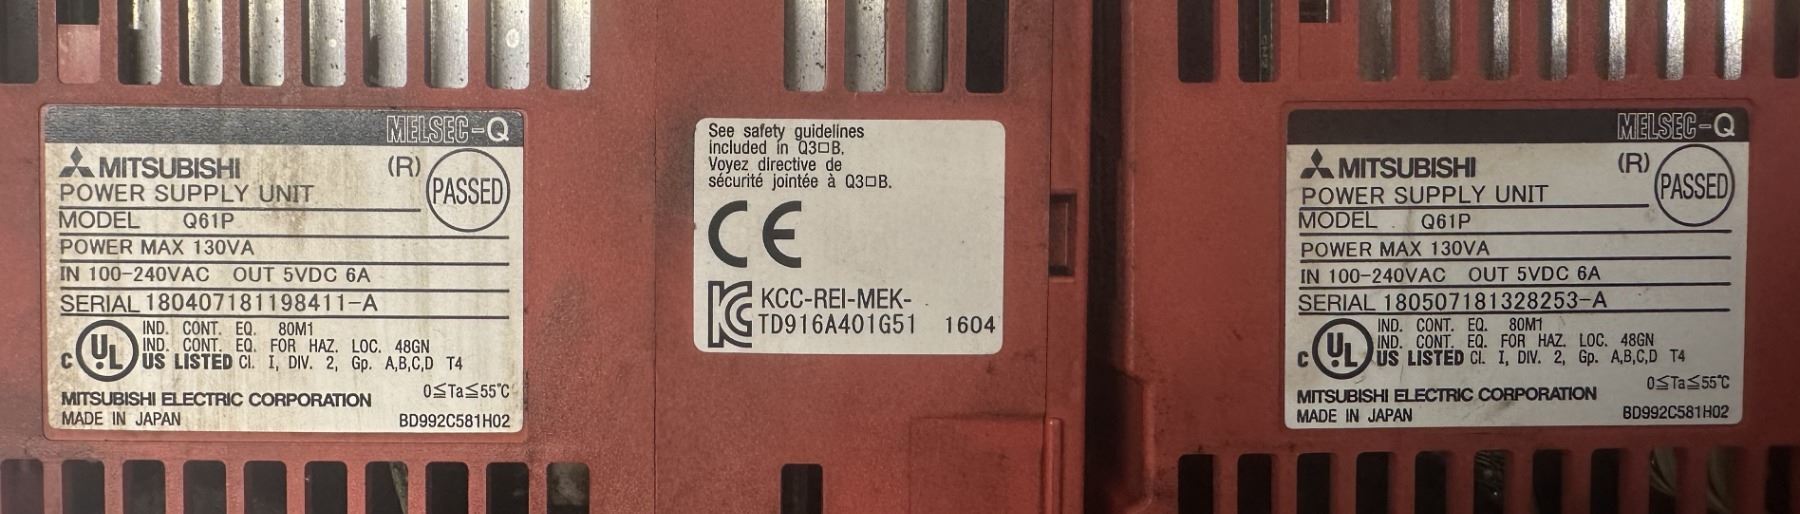 MELSEC-Q
MITSUBISHI (R)
PASSED
POWER SUPPLY UNIT
MODEL Q61P
POWER MAX 130VA
IN 100-240VAC OUT 5VDC 6A
SERIAL 180407181198411-A
IND. CONT. EQ. 80M1
IND. CONT. EQ. FOR HAZ. LOC. 48GN
C UL US LISTED Cl. I, DIV. 2, Gp. A,B,C,D T4
0≦Ta≦55℃
MITSUBISHI ELECTRIC CORPORATION
MADE IN JAPAN BD992C581H02
See safety guidelines
included in Q3□B.
Voyez directive de
sécurité jointée à Q3□B.
CE
KCC-REI-MEK-
TD916A401G51 1604
MELSEC-Q
MITSUBISHI (R)
PASSED
POWER SUPPLY UNIT
MODEL Q61P
POWER MAX 130VA
IN 100-240VAC OUT 5VDC 6A
SERIAL 180507181328253-A
IND. CONT. EQ. 80M1
IND. CONT. EQ. FOR HAZ. LOC. 48GN
C UL US LISTED Cl. I, DIV. 2, Gp. A,B,C,D T4
0≦Ta≦55℃
MITSUBISHI ELECTRIC CORPORATION
MADE IN JAPAN BD992C581H02